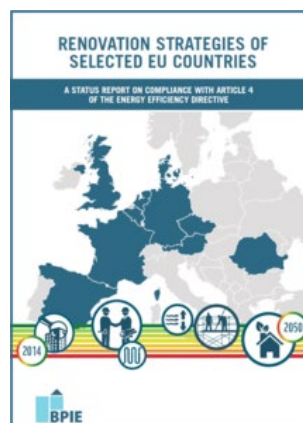 RENOVATION STRATEGIES OF
SELECTED EU COUNTRIES
A STATUS REPORT ON COMPLIANCE WITH ARTICLE 4
OF THE ENERGY EFFICIENCY DIRECTIVE
2050
2014
BPIE